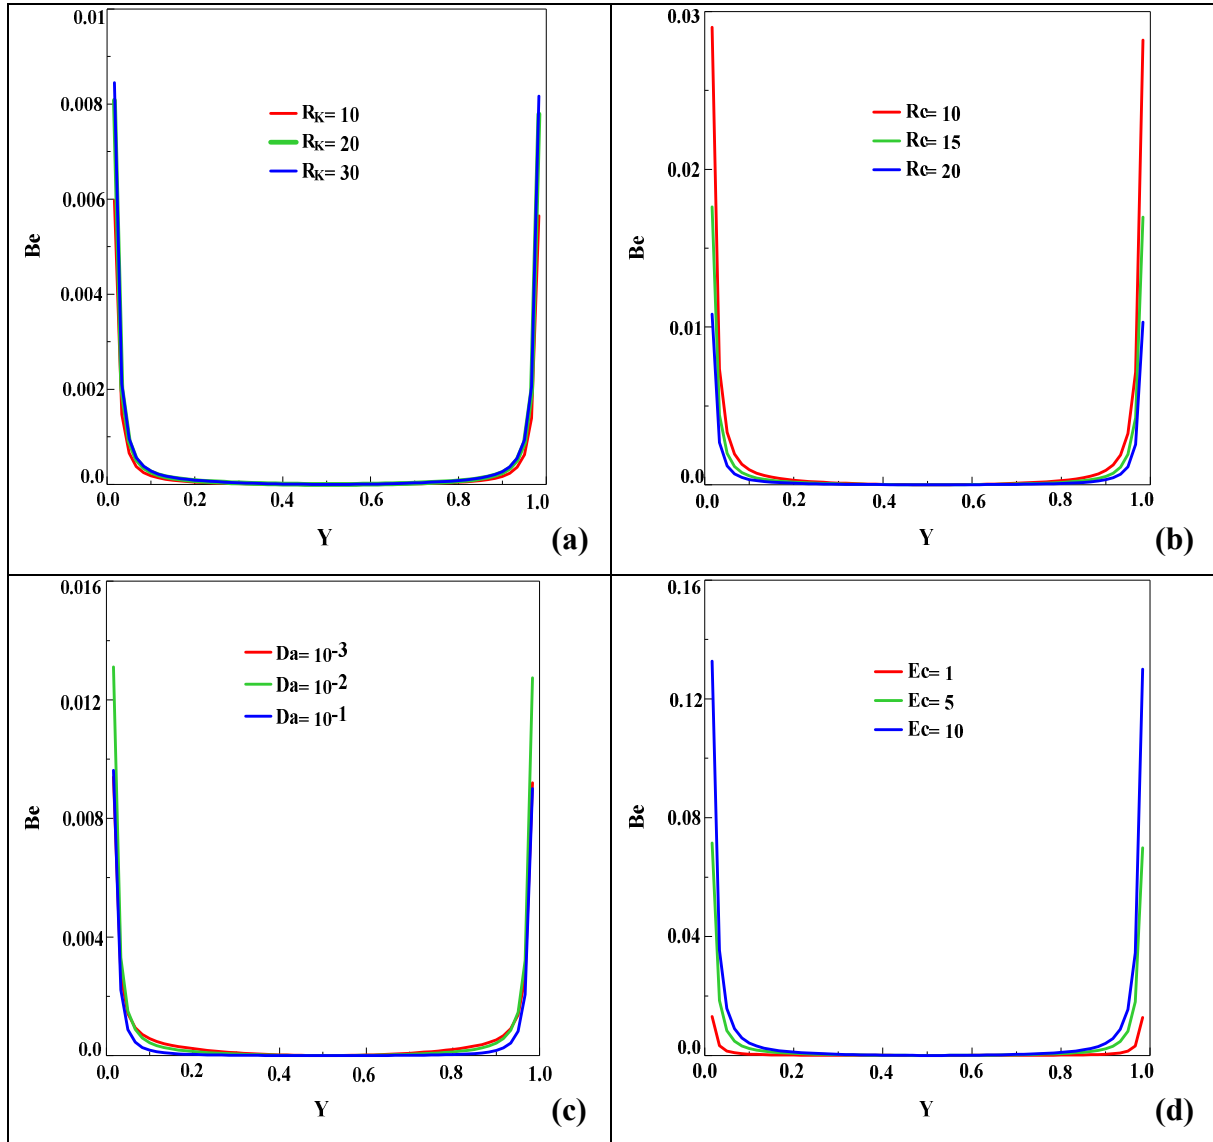 0.01
0.008
0.006
0.004
0.002
0.0
Be
R_K= 10
R_K= 20
R_K= 30
0.0 0.2 0.4 0.6 0.8 1.0
Y
(a)
0.03
0.02
0.01
0.0
Be
Rc= 10
Rc= 15
Rc= 20
0.0 0.2 0.4 0.6 0.8 1.0
Y
(b)
0.016
0.012
0.008
0.004
0.0
Be
Da= 10-3
Da= 10-2
Da= 10-1
0.0 0.2 0.4 0.6 0.8 1.0
Y
(c)
0.16
0.12
0.08
0.04
0.0
Be
Ec= 1
Ec= 5
Ec= 10
0.0 0.2 0.4 0.6 0.8 1.0
Y
(d)